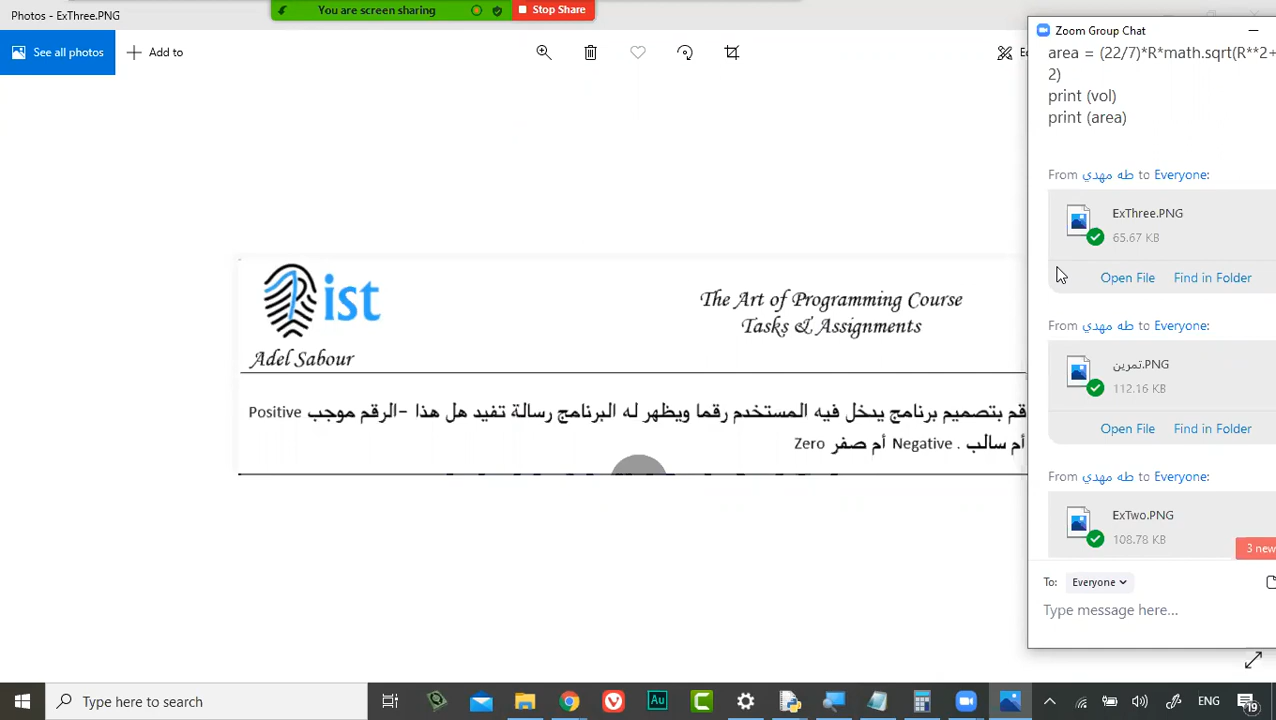 Photos - ExThree.PNG
You are screen sharing
Stop Share
See all photos
Add to
Zoom Group Chat
area = (22/7)*R*math.sqrt(R**2+
2)
print (vol)
print (area)
From طه مهدي to Everyone:
ExThree.PNG
65.67 KB
Open File Find in Folder
From طه مهدي to Everyone:
تمرين.PNG
112.16 KB
Open File Find in Folder
From طه مهدي to Everyone:
ExTwo.PNG
108.78 KB
3 new
To: Everyone
Type message here...
1ist
Adel Sabour
The Art of Programming Course
Tasks & Assignments
قم بتصميم برنامج يدخل فيه المستخدم رقما ويظهر له البرنامج رسالة تفيد هل هذا -الرقم موجب Positive
أم سالب . Negative أم صفر Zero
Type here to search
Au
ENG
19